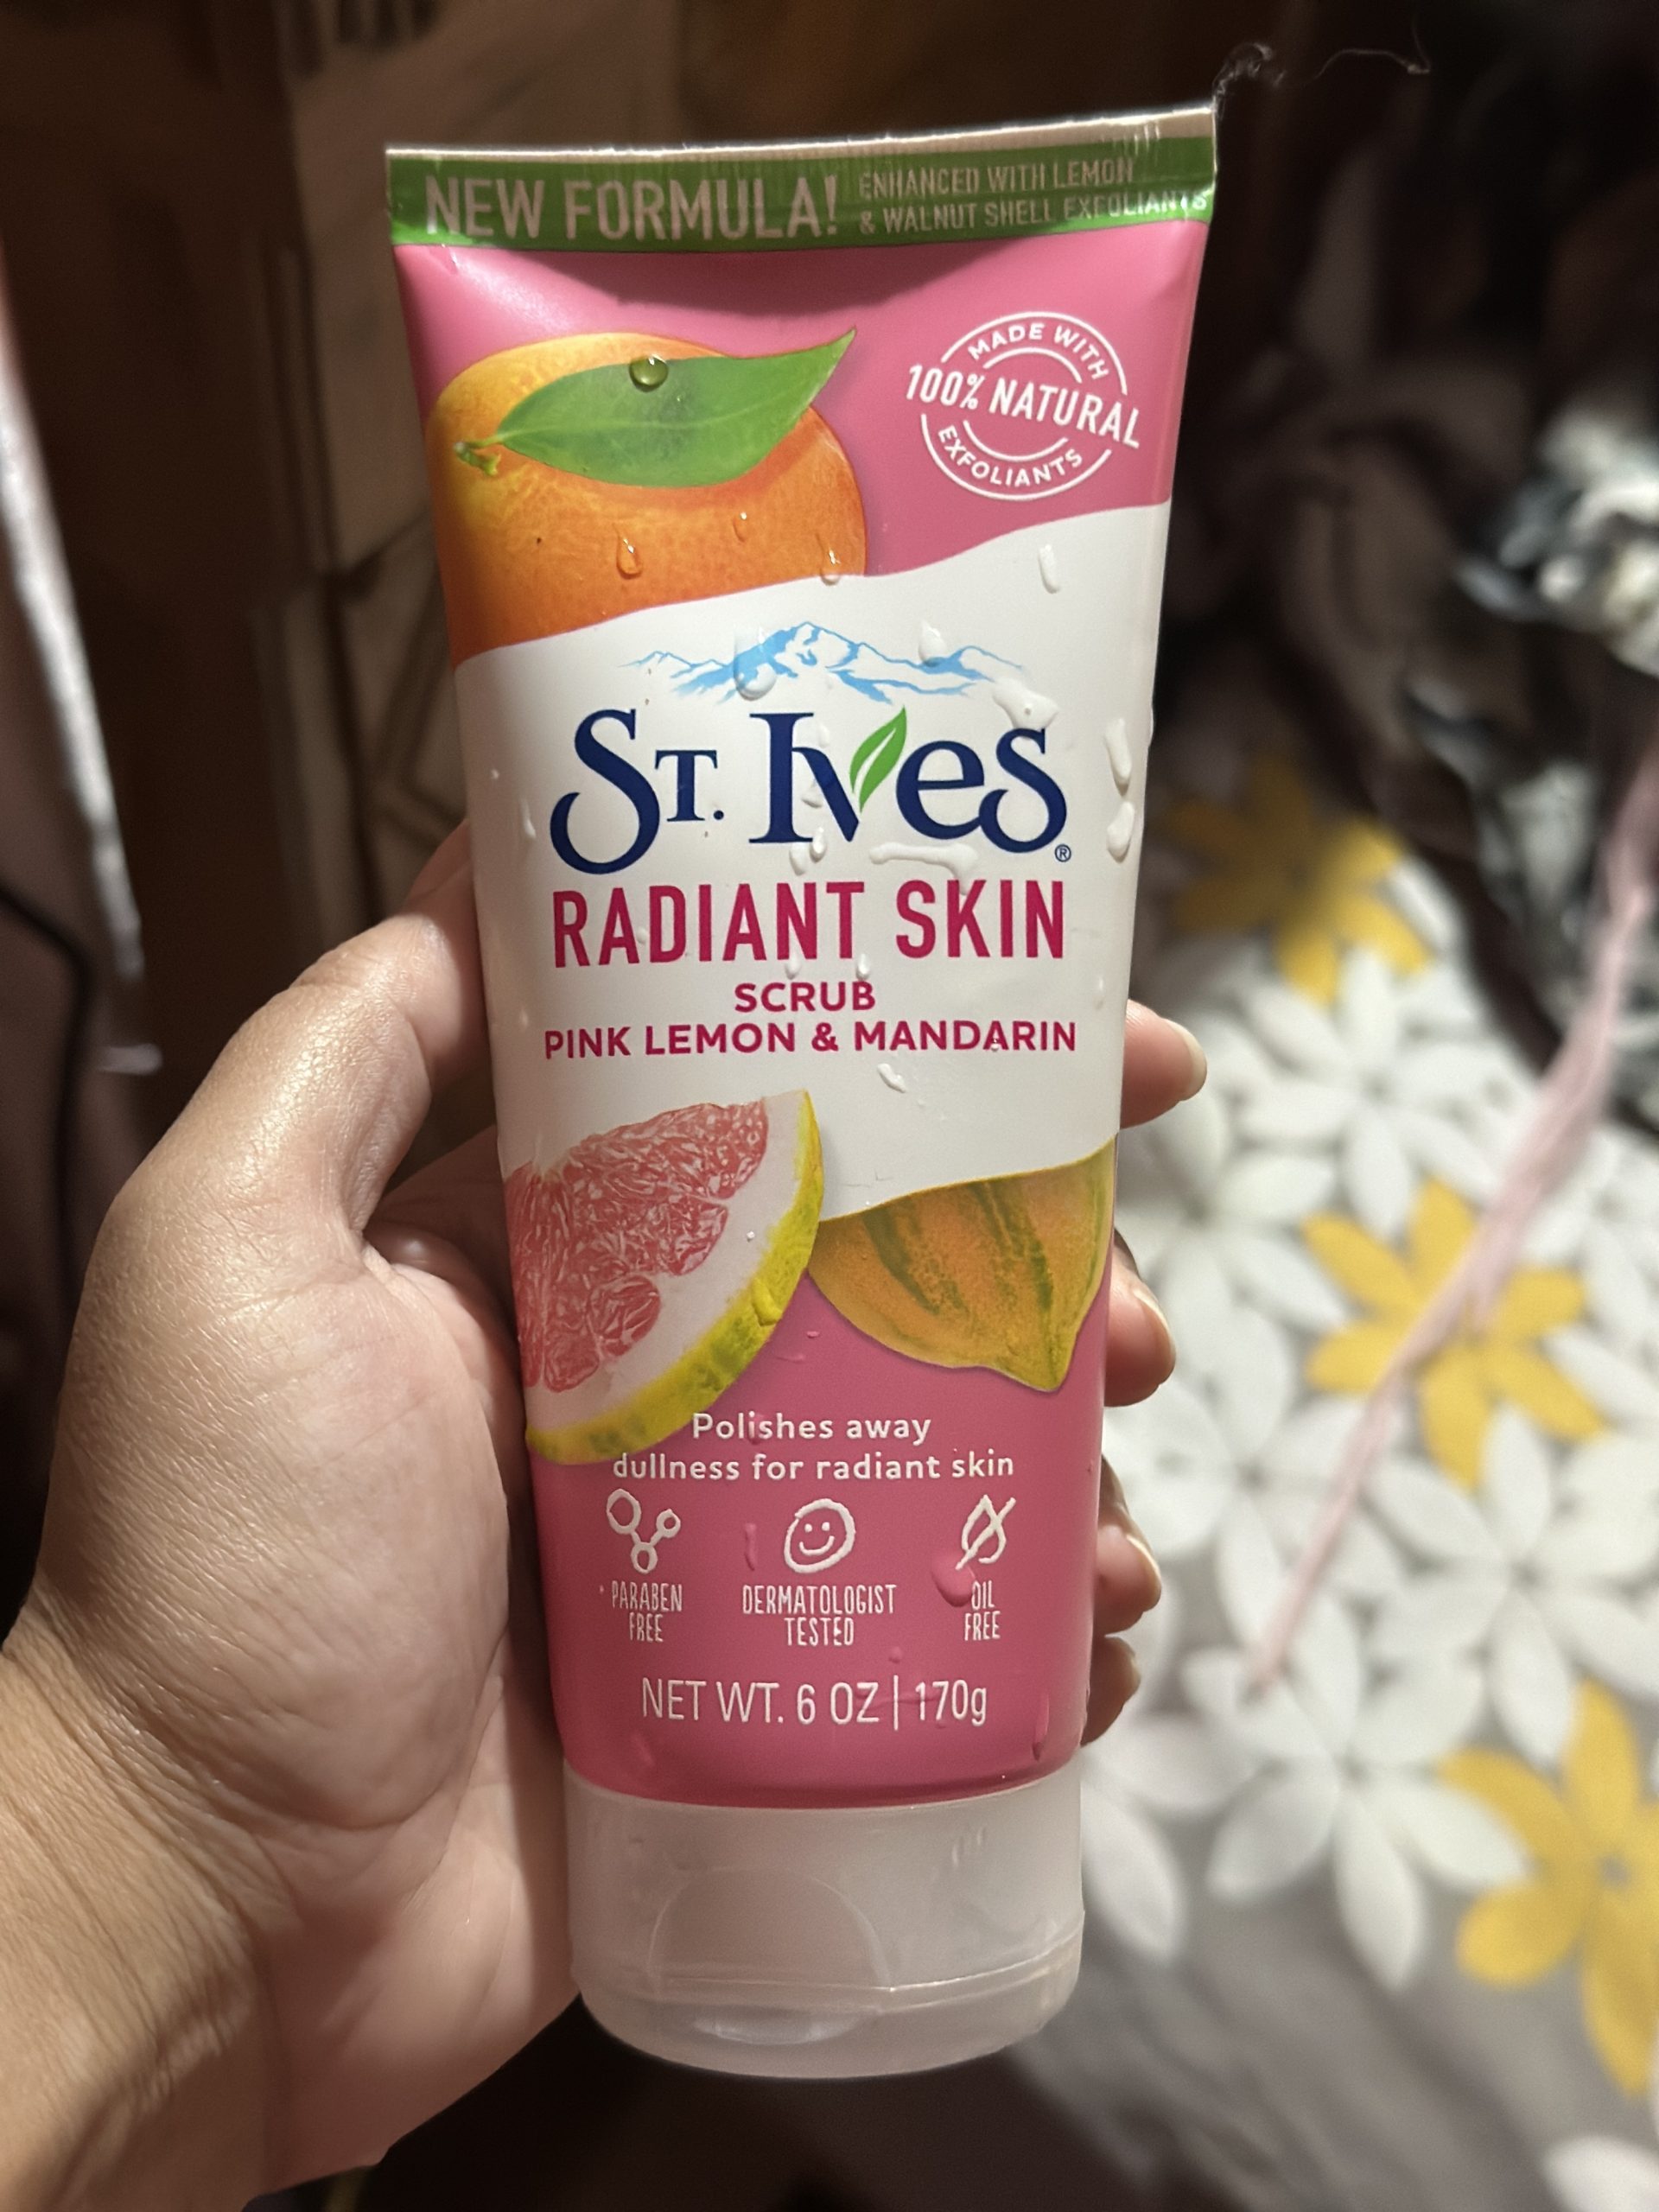 NEW FORMULA!
ENHANCED WITH LEMON
& WALNUT SHELL EXFOLIANTS
MADE WITH
100% NATURAL
EXFOLIANTS
ST. IVES®
RADIANT SKIN
SCRUB
PINK LEMON & MANDARIN
Polishes away
dullness for radiant skin
PARABEN
FREE
DERMATOLOGIST
TESTED
OIL
FREE
NET WT. 6 OZ | 170g